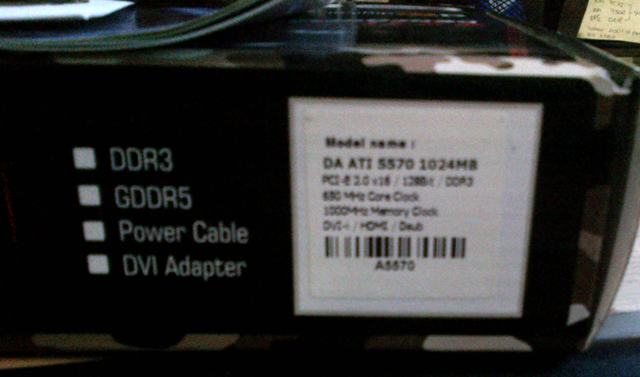 DDR3
GDDR5
Power Cable
DVI Adapter
Model name :
DA ATI 5570 1024MB
PCI-E 2.0 x16 / 128Bit / DDR3
650 MHz Core Clock
1000MHz Memory Clock
DVI-I / HDMI / Dsub
A5570